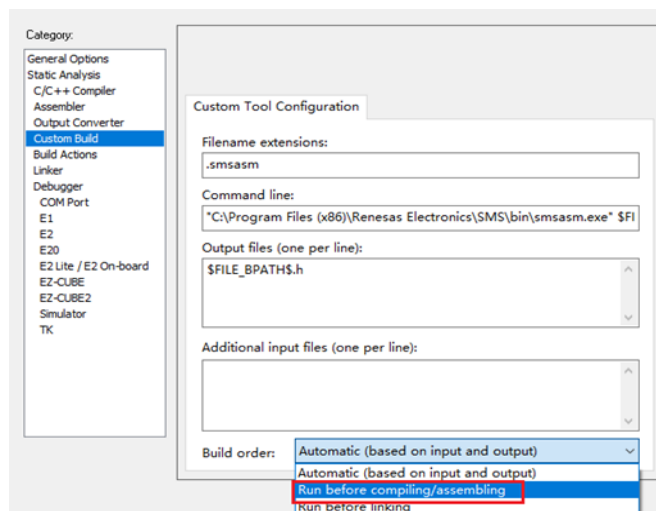 Category:
General Options
Static Analysis
C/C++ Compiler
Assembler
Output Converter
Custom Build
Build Actions
Linker
Debugger
COM Port
E1
E2
E20
E2 Lite / E2 On-board
EZ-CUBE
EZ-CUBE2
Simulator
TK
Custom Tool Configuration
Filename extensions:
.smsasm
Command line:
"C:\Program Files (x86)\Renesas Electronics\SMS\bin\smsasm.exe" $FI
Output files (one per line):
$FILE_BPATH$.h
Additional input files (one per line):
Build order:
Automatic (based on input and output)
Automatic (based on input and output)
Run before compiling/assembling
Run before linking